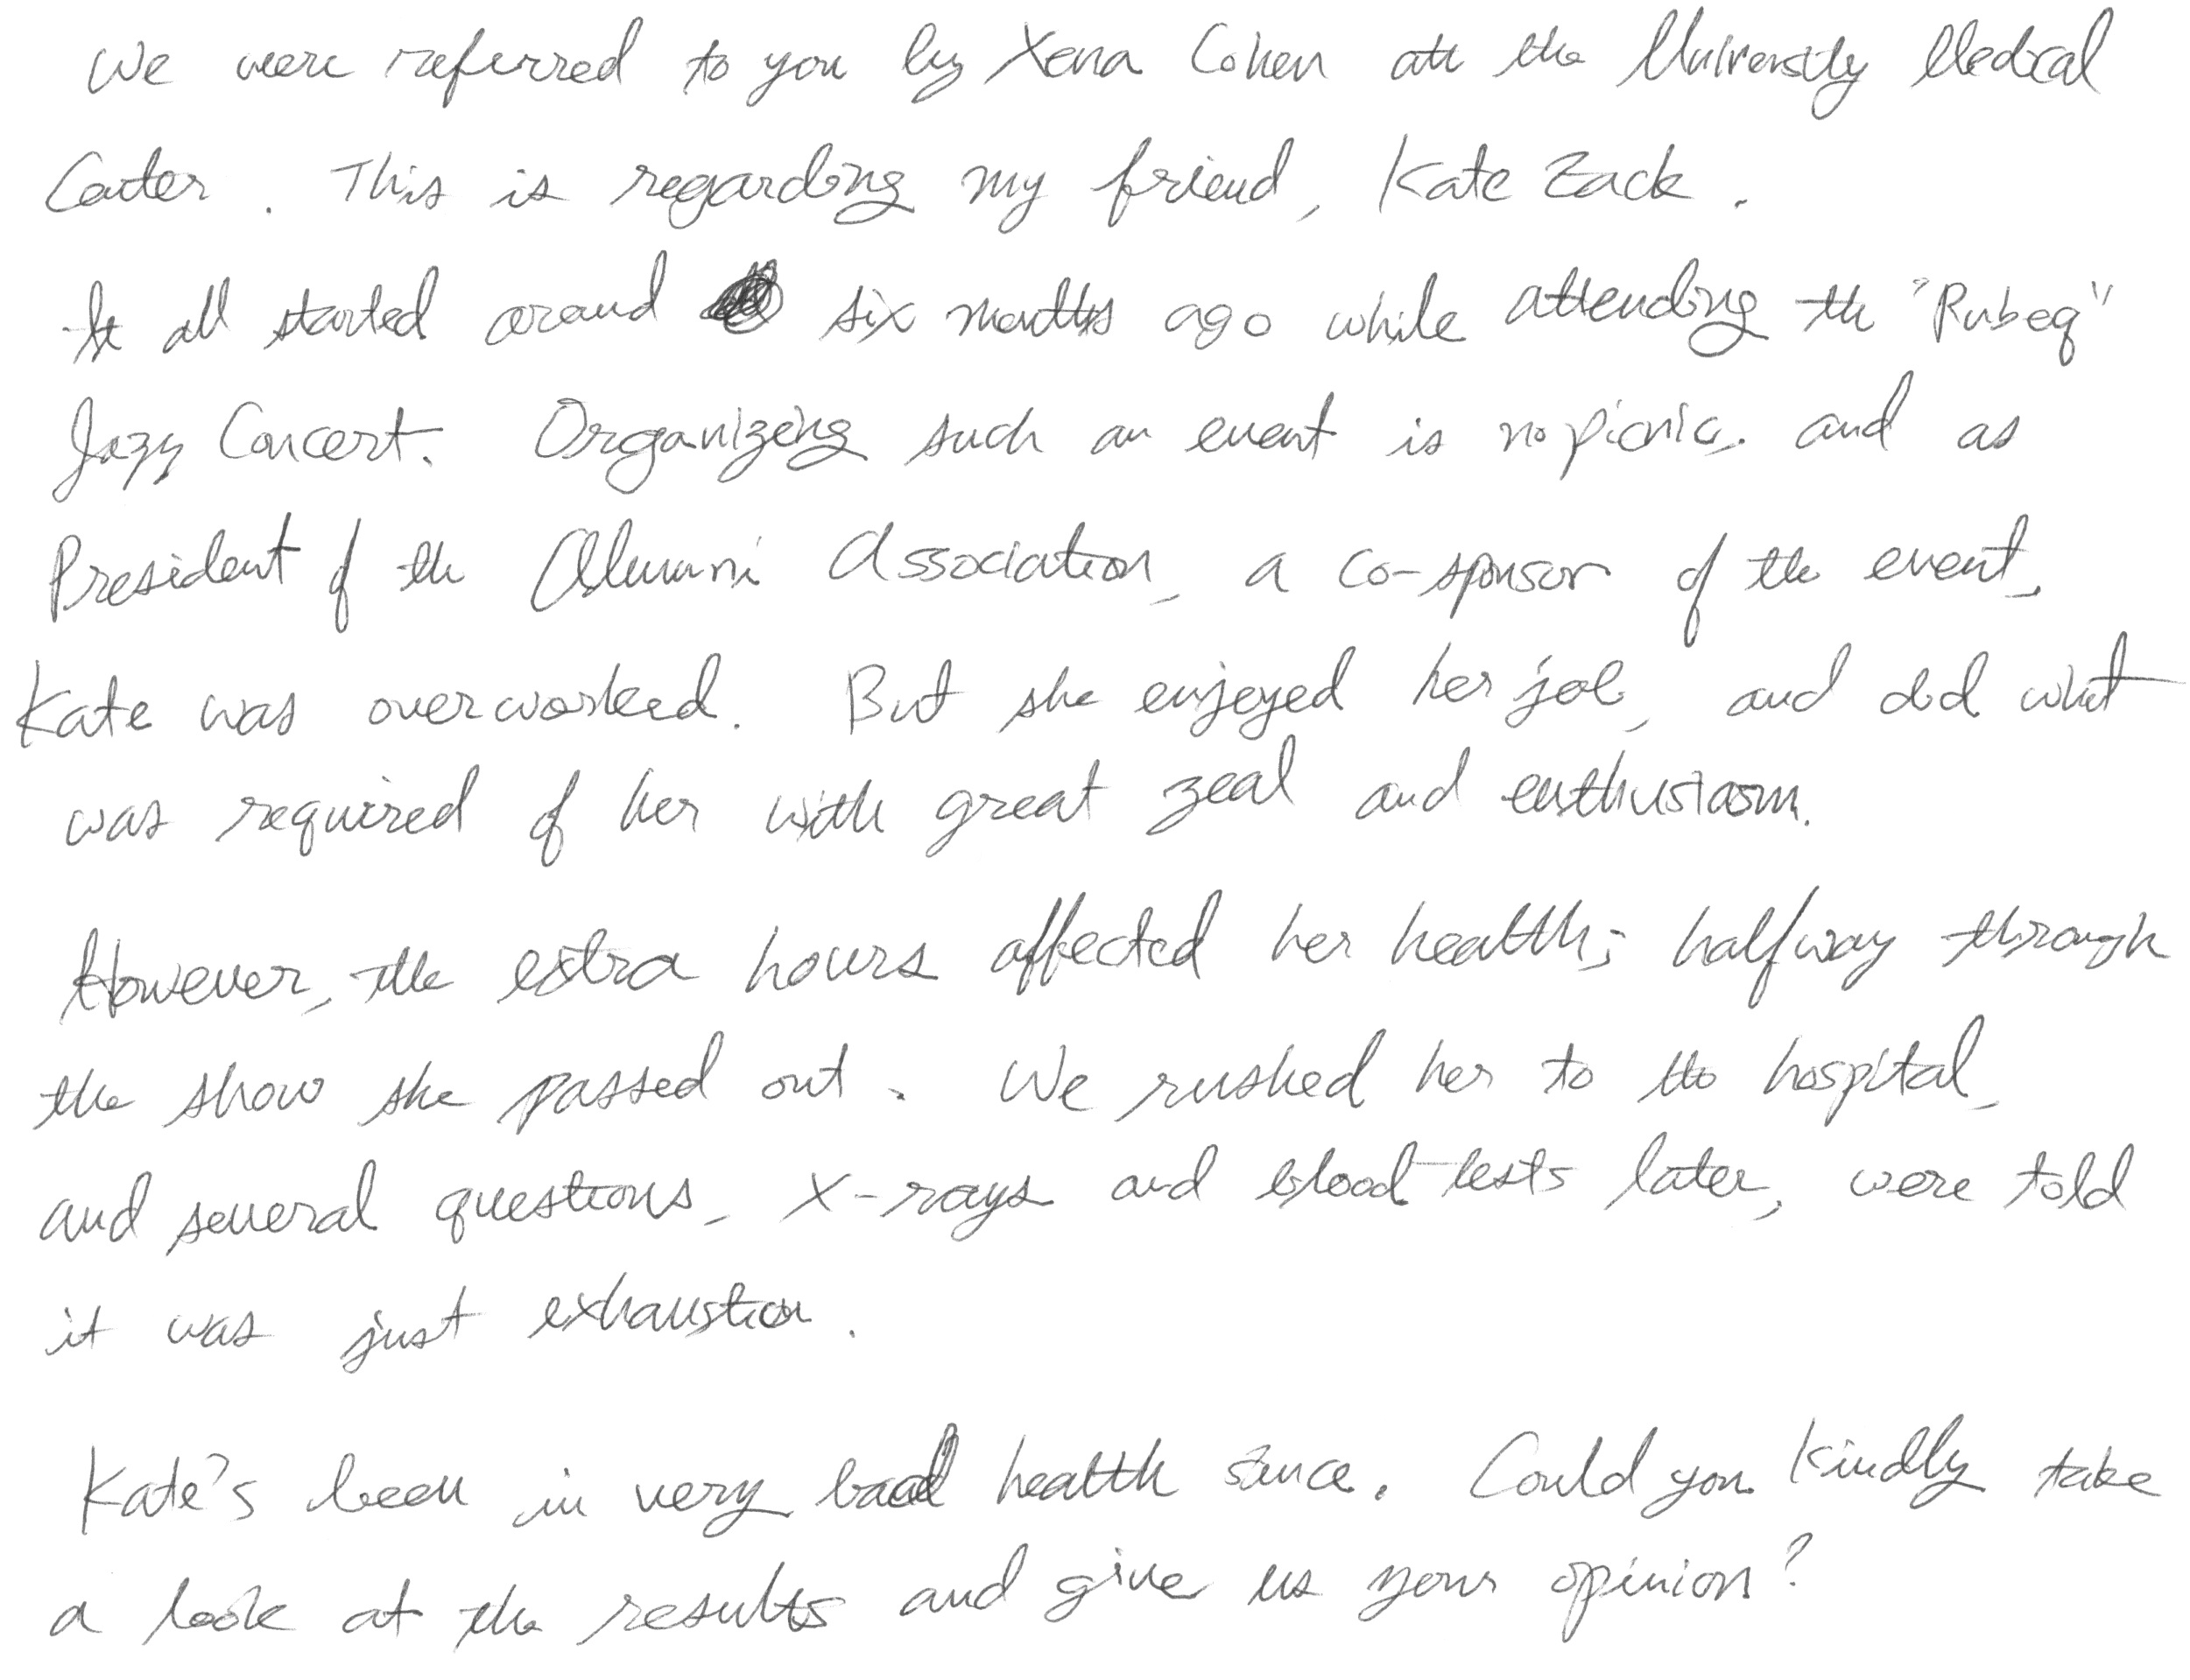 We were referred to you by Xena Cohen at the University Medical
Center. This is regarding my friend, Kate Zack.
It all started around six months ago while attending the "Rubeq"
Jazz Concert. Organizing such an event is no picnic, and as
President of the Alumni Association, a co-sponsor of the event,
Kate was overworked. But she enjoyed her job, and did what
was required of her with great zeal and enthusiasm.
However, the extra hours affected her health; halfway through
the show she passed out. We rushed her to the hospital,
and several questions, x-rays and blood tests later, were told
it was just exhaustion.
Kate's been in very bad health since. Could you kindly take
a look at the results and give us your opinion?